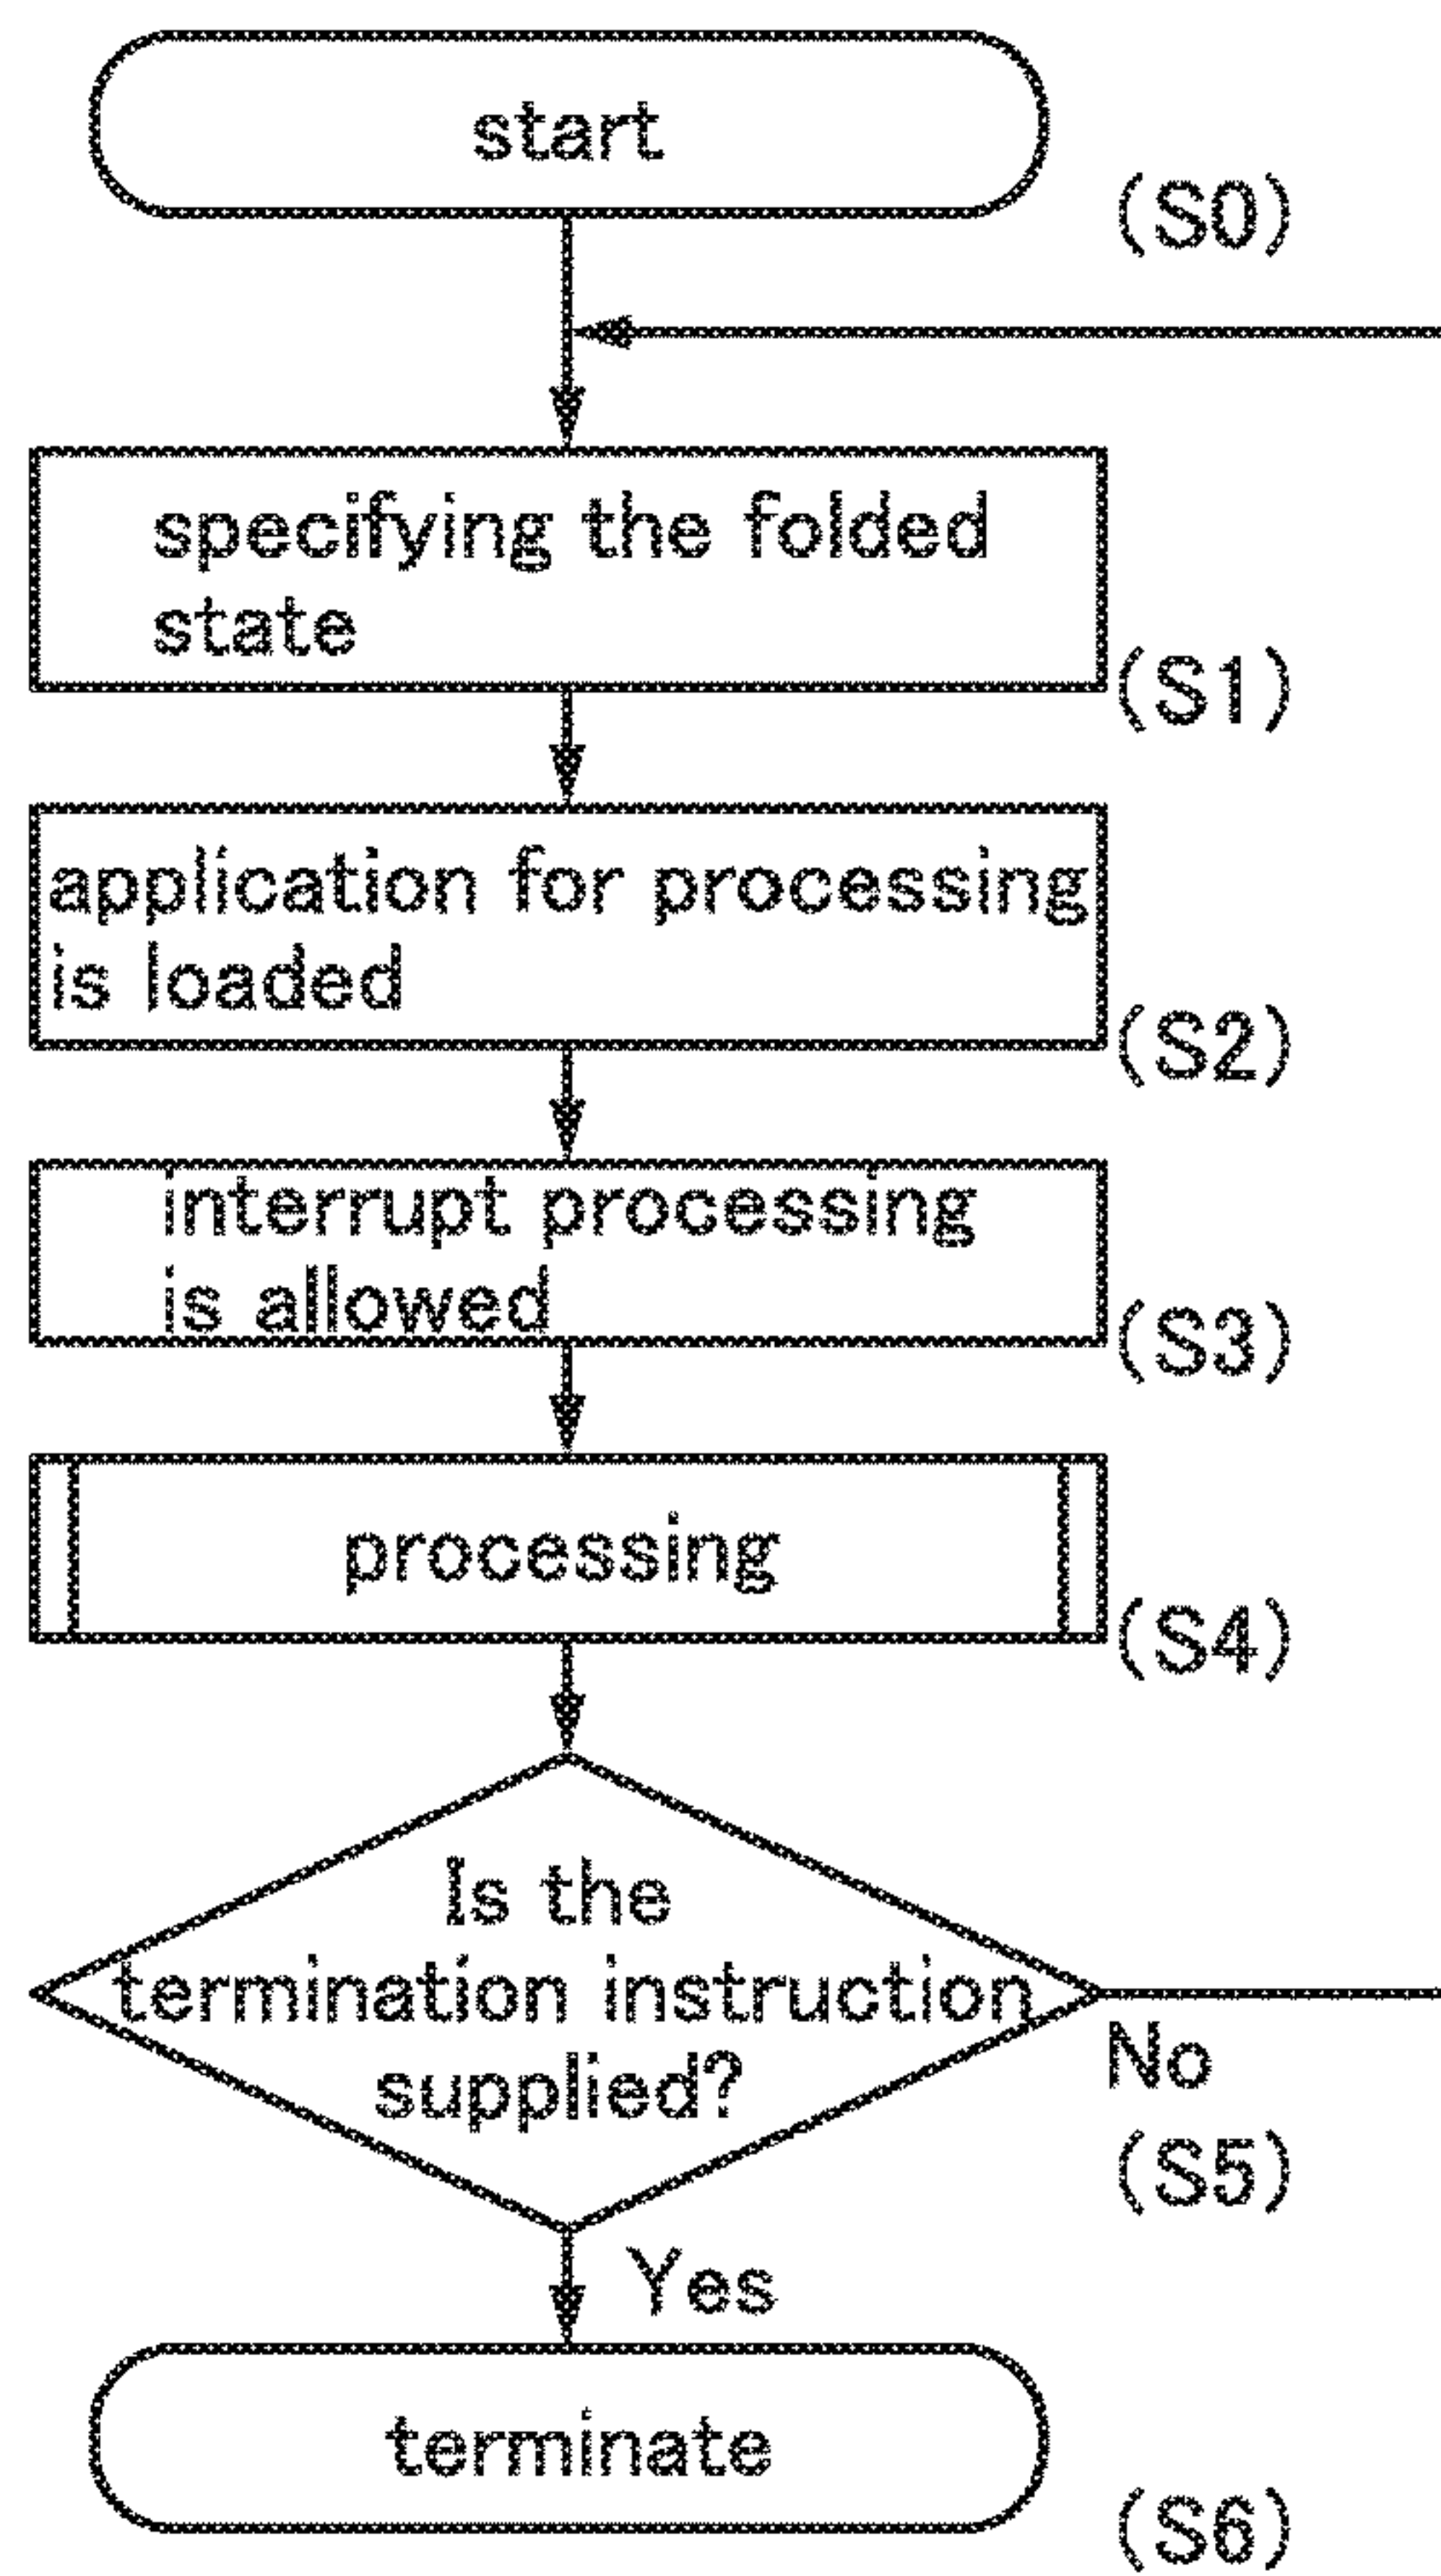 start
(S0)
specifying the folded
state
(S1)
application for processing
is loaded
(S2)
interrupt processing
is allowed
(S3)
processing
(S4)
Is the
termination instruction
supplied?
No
(S5)
Yes
terminate
(S6)